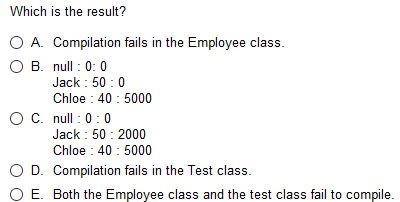 Which is the result?
A. Compilation fails in the Employee class.
B. null : 0: 0
Jack : 50 : 0
Chloe : 40 : 5000
C. null : 0 : 0
Jack : 50 : 2000
Chloe : 40 : 5000
D. Compilation fails in the Test class.
E. Both the Employee class and the test class fail to compile.